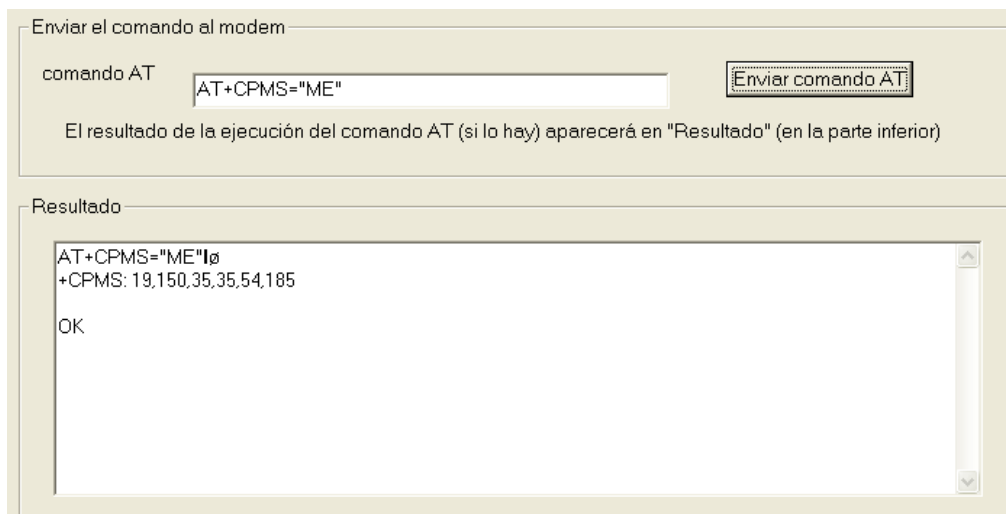 Enviar el comando al modem
comando AT
AT+CPMS="ME"
Enviar comando AT
El resultado de la ejecución del comando AT (si lo hay) aparecerá en "Resultado" (en la parte inferior)
Resultado
AT+CPMS="ME"
+CPMS: 19,150,35,35,54,185
OK